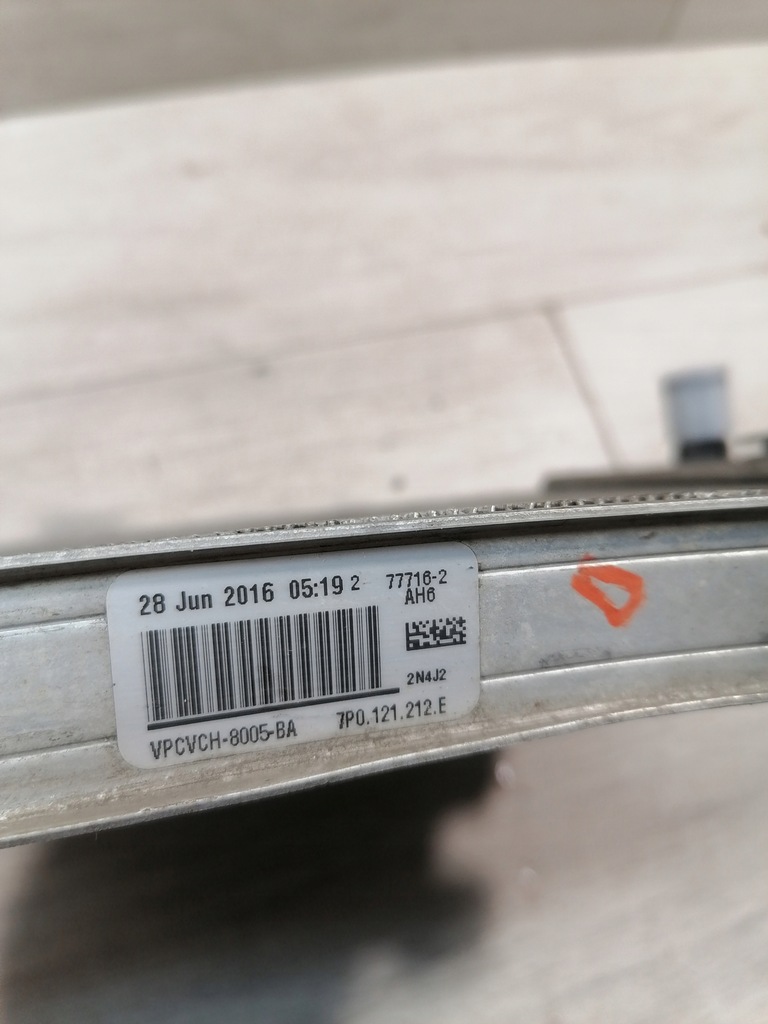 28 Jun 2016 05:19 2 77716-2
AH6
2N4J2
VPCVCH-8005-BA 7P0.121.212.E